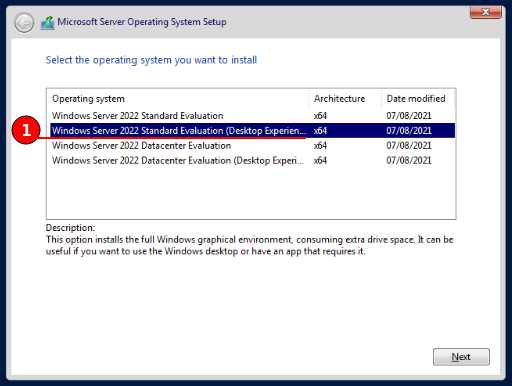 Microsoft Server Operating System Setup
Select the operating system you want to install
Operating system Architecture Date modified
Windows Server 2022 Standard Evaluation x64 07/08/2021
1 Windows Server 2022 Standard Evaluation (Desktop Experien... x64 07/08/2021
Windows Server 2022 Datacenter Evaluation x64 07/08/2021
Windows Server 2022 Datacenter Evaluation (Desktop Experi... x64 07/08/2021
Description:
This option installs the full Windows graphical environment, consuming extra drive space. It can be
useful if you want to use the Windows desktop or have an app that requires it.
Next